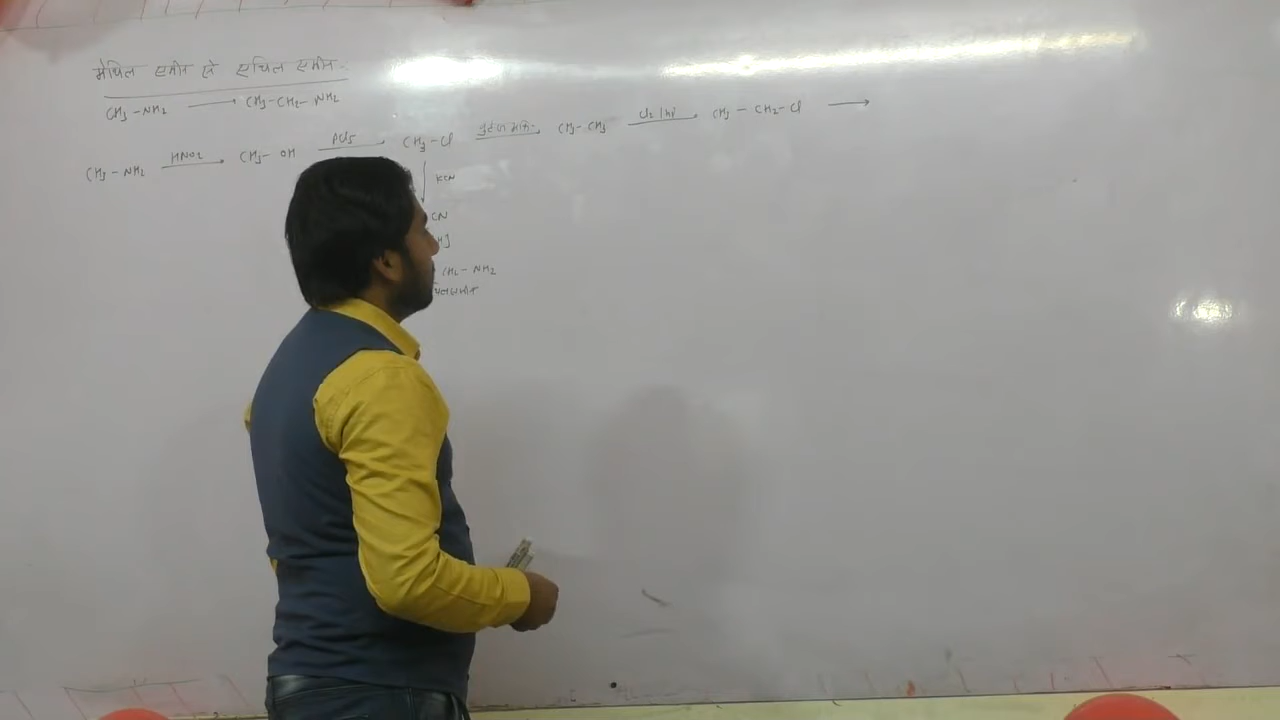 मेथिल एमीन से एथिल एमीन
CH3-NH2 ⟶ CH3-CH2-NH2
CH3-NH2 HNO2⟶ CH3-OH PCl5⟶ CH3-Cl वुर्ट्ज अभि.⟶ CH3-CH3 Cl2/hν⟶ CH3-CH2-Cl ⟶
↓ KCN
CN
CH2-NH2